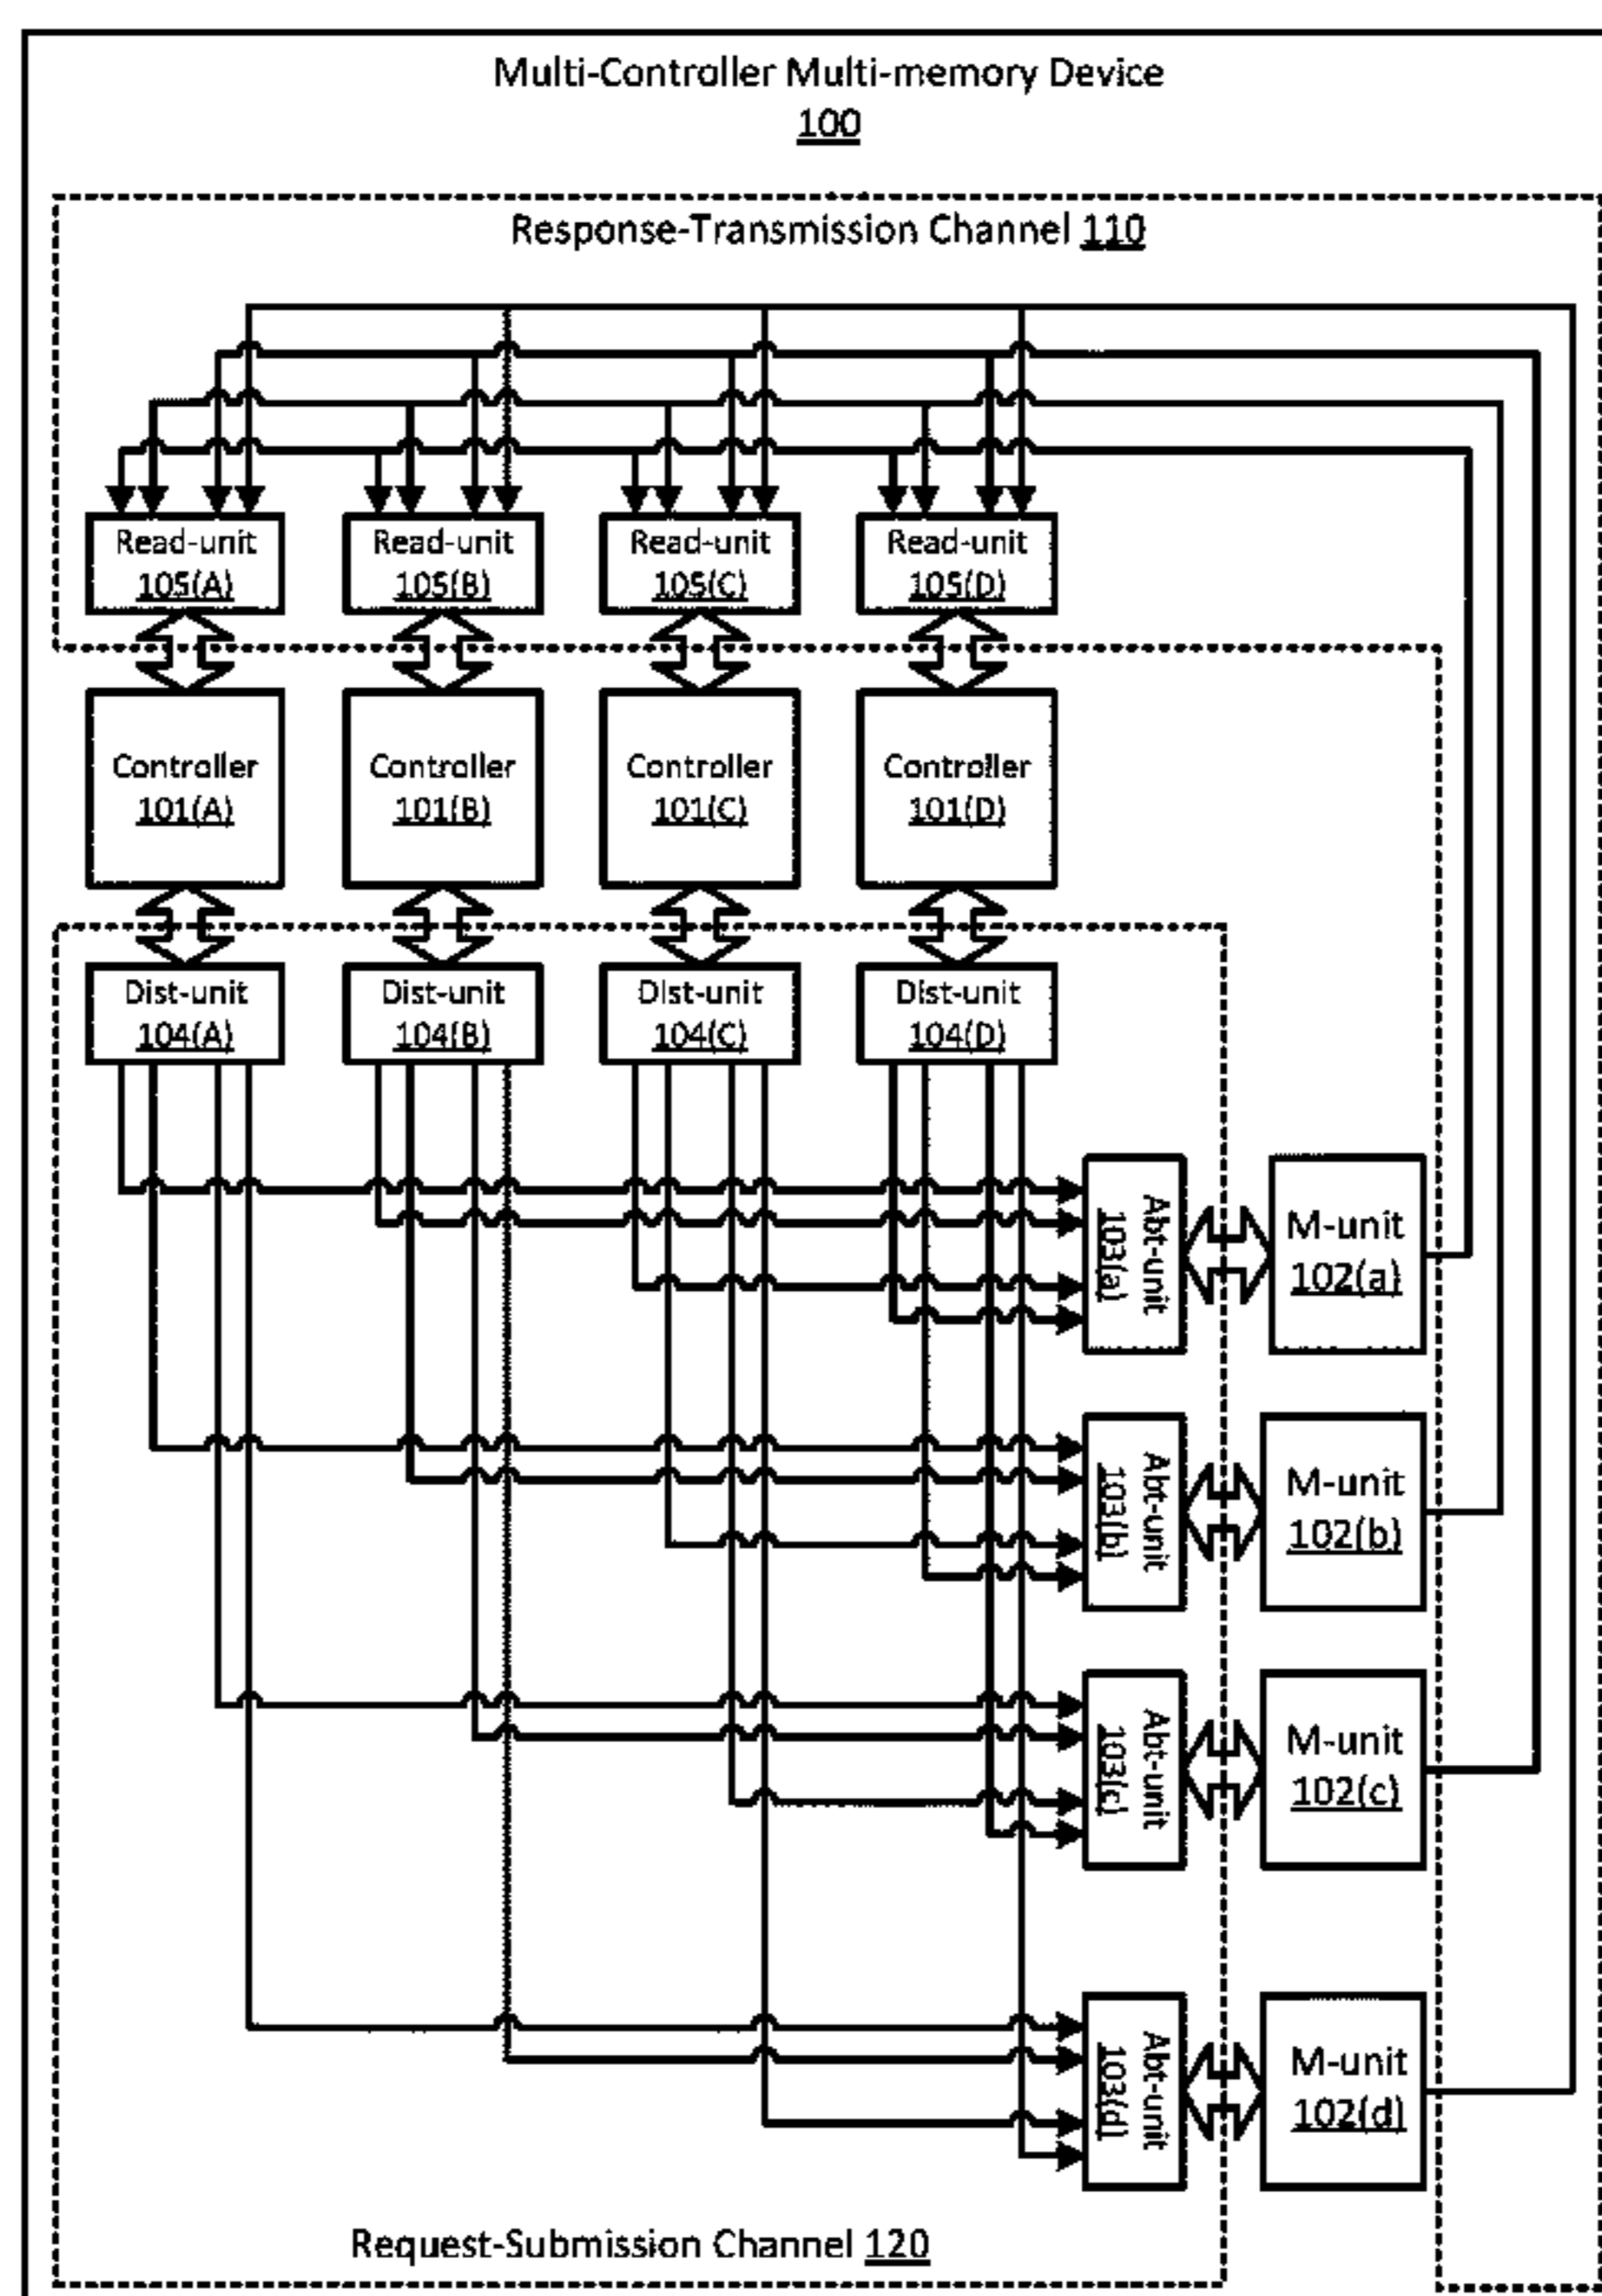 Multi-Controller Multi-memory Device
100
Response-Transmission Channel 110
Read-unit
105(A)
Read-unit
105(B)
Read-unit
105(C)
Read-unit
105(D)
Controller
101(A)
Controller
101(B)
Controller
101(C)
Controller
101(D)
Dist-unit
104(A)
Dist-unit
104(B)
Dist-unit
104(C)
Dist-unit
104(D)
Abt-unit
103(a)
M-unit
102(a)
Abt-unit
103(b)
M-unit
102(b)
Abt-unit
103(c)
M-unit
102(c)
Abt-unit
103(d)
M-unit
102(d)
Request-Submission Channel 120